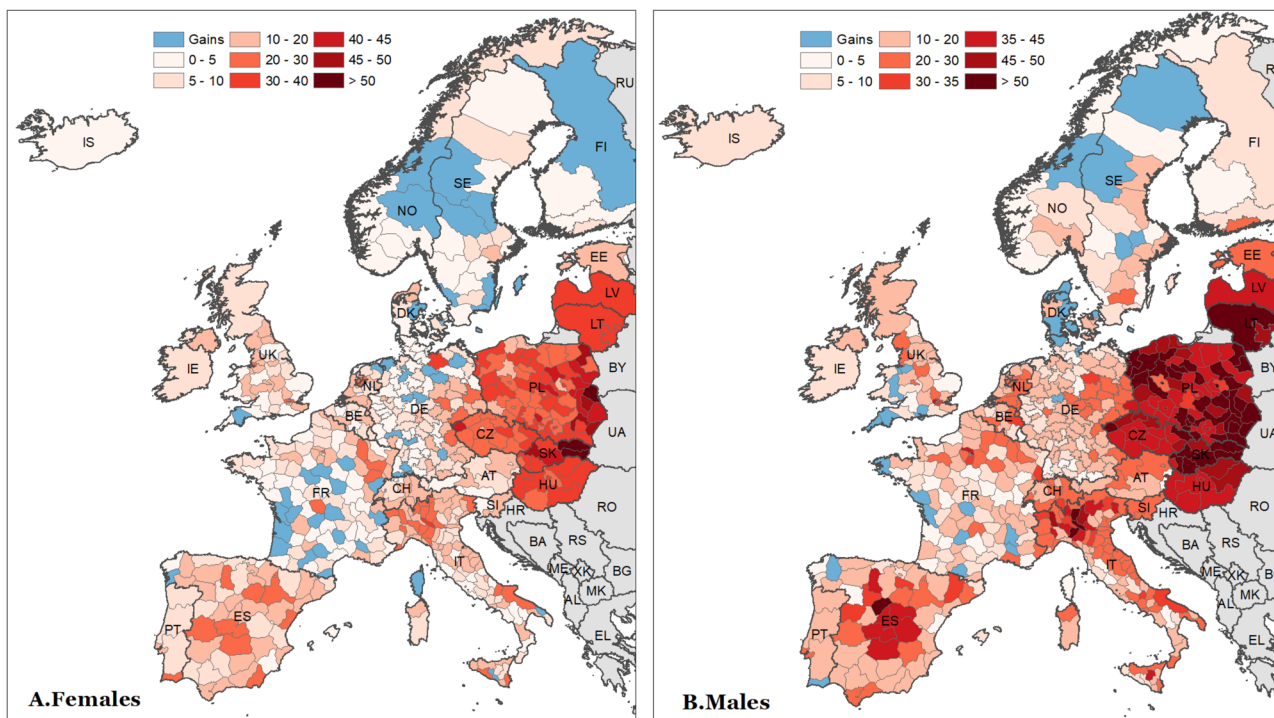 Gains 10 - 20 40 - 45
0 - 5 20 - 30 45 - 50
5 - 10 30 - 40 > 50
RU
IS
FI
SE
NO
EE
LV
DK
LT
IE
UK
BY
NL
PL
BE
DE
UA
CZ
SK
FR
CH
AT
HU
SI
HR
RO
BA
RS
IT
ME
XK
BG
MK
AL
PT
ES
EL
A.Females
Gains 10 - 20 35 - 45
0 - 5 20 - 30 45 - 50
5 - 10 30 - 35 > 50
R
IS
FI
SE
NO
EE
LV
DK
LT
IE
UK
BY
NL
PL
BE
DE
UA
CZ
SK
FR
CH
AT
HU
SI
HR
RO
BA
RS
IT
ME
XK
B
MK
AL
PT
ES
EL
B.Males